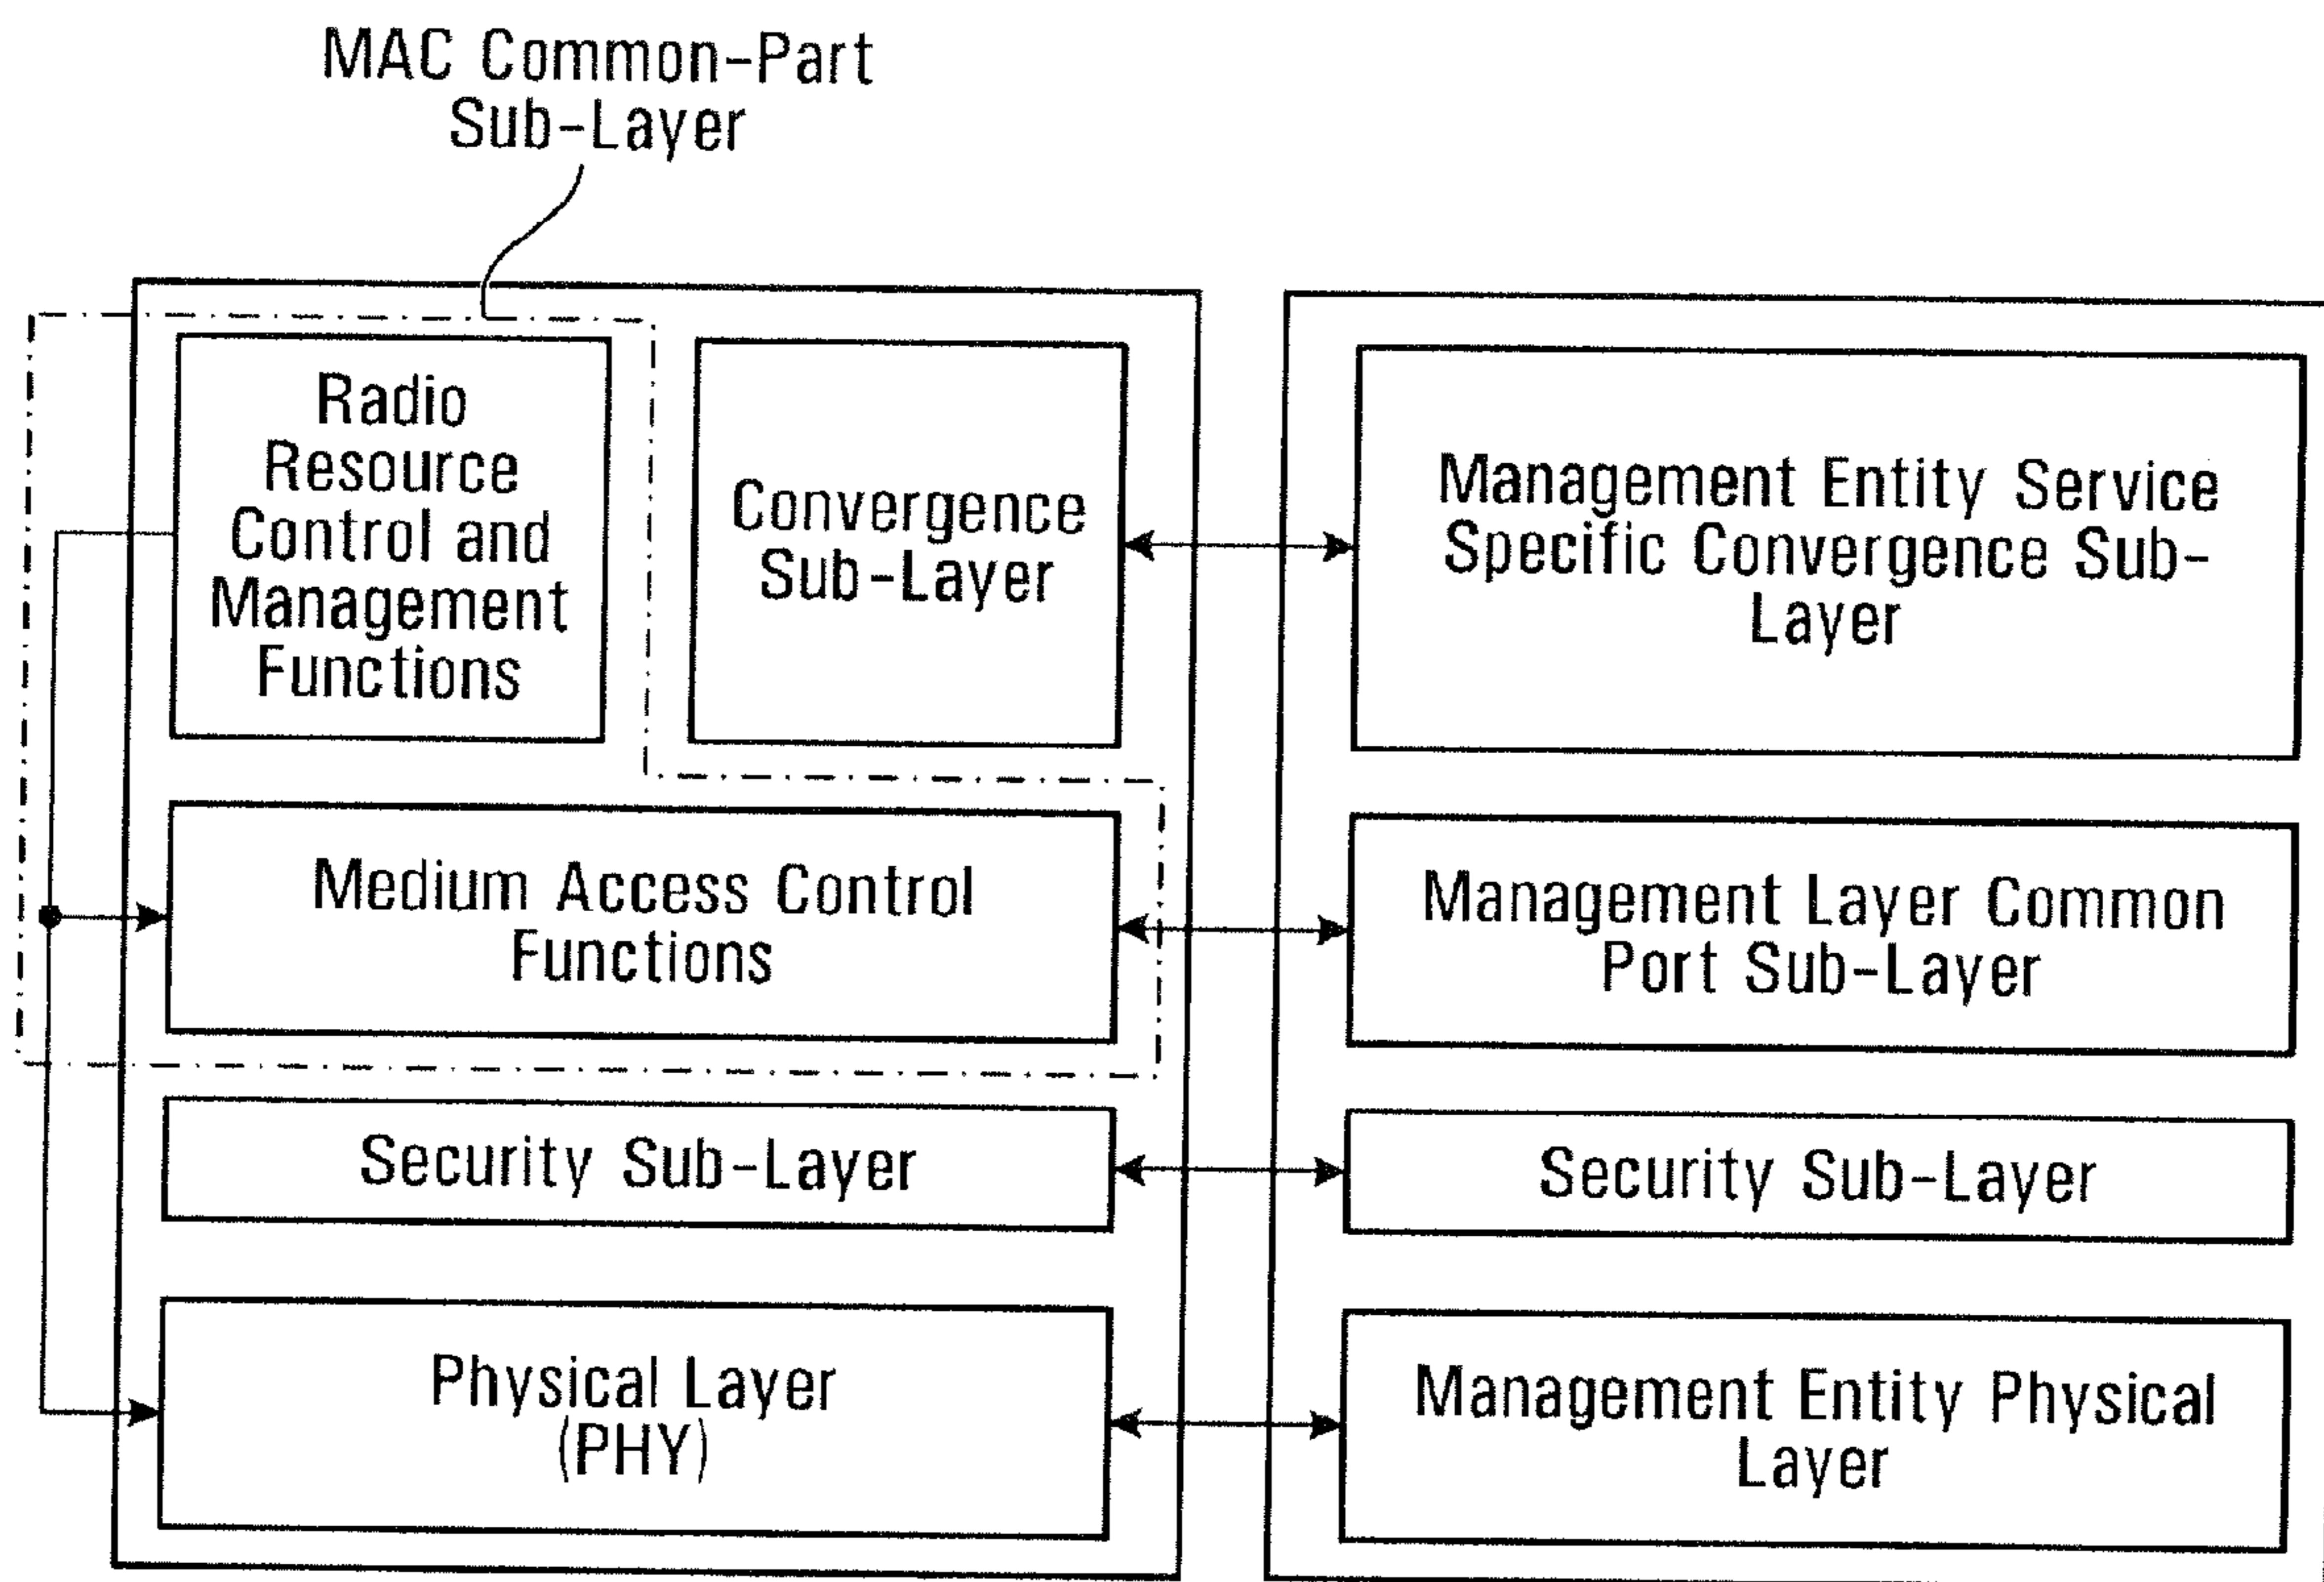 MAC Common-Part
Sub-Layer
Radio
Resource
Control and
Management
Functions
Convergence
Sub-Layer
Management Entity Service
Specific Convergence Sub-
Layer
Medium Access Control
Functions
Management Layer Common
Port Sub-Layer
Security Sub-Layer
Security Sub-Layer
Physical Layer
(PHY)
Management Entity Physical
Layer